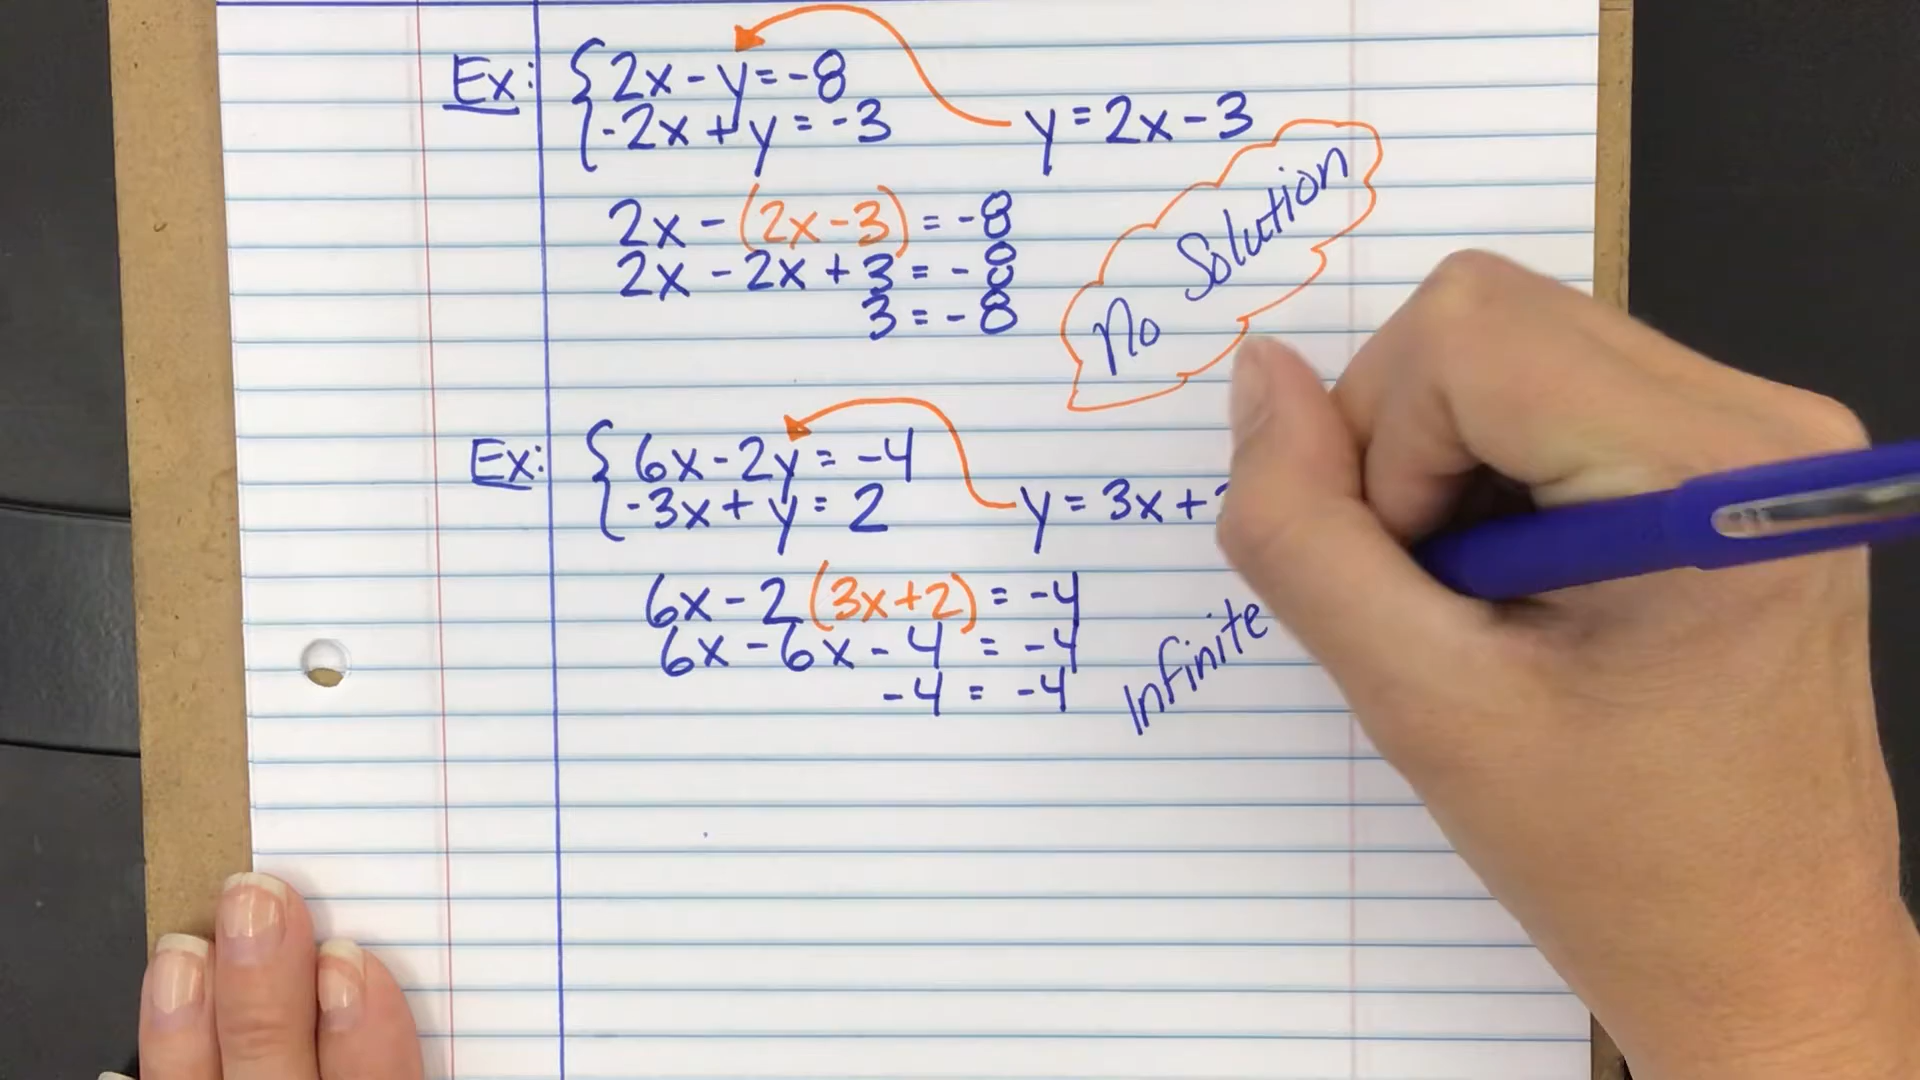 Ex: 2x - y = -8
-2x + y = -3
y = 2x - 3
2x - (2x - 3) = -8
2x - 2x + 3 = -8
3 = -8
No Solution
Ex: 6x - 2y = -4
-3x + y = 2
y = 3x +
6x - 2(3x + 2) = -4
6x - 6x - 4 = -4
-4 = -4
Infinite